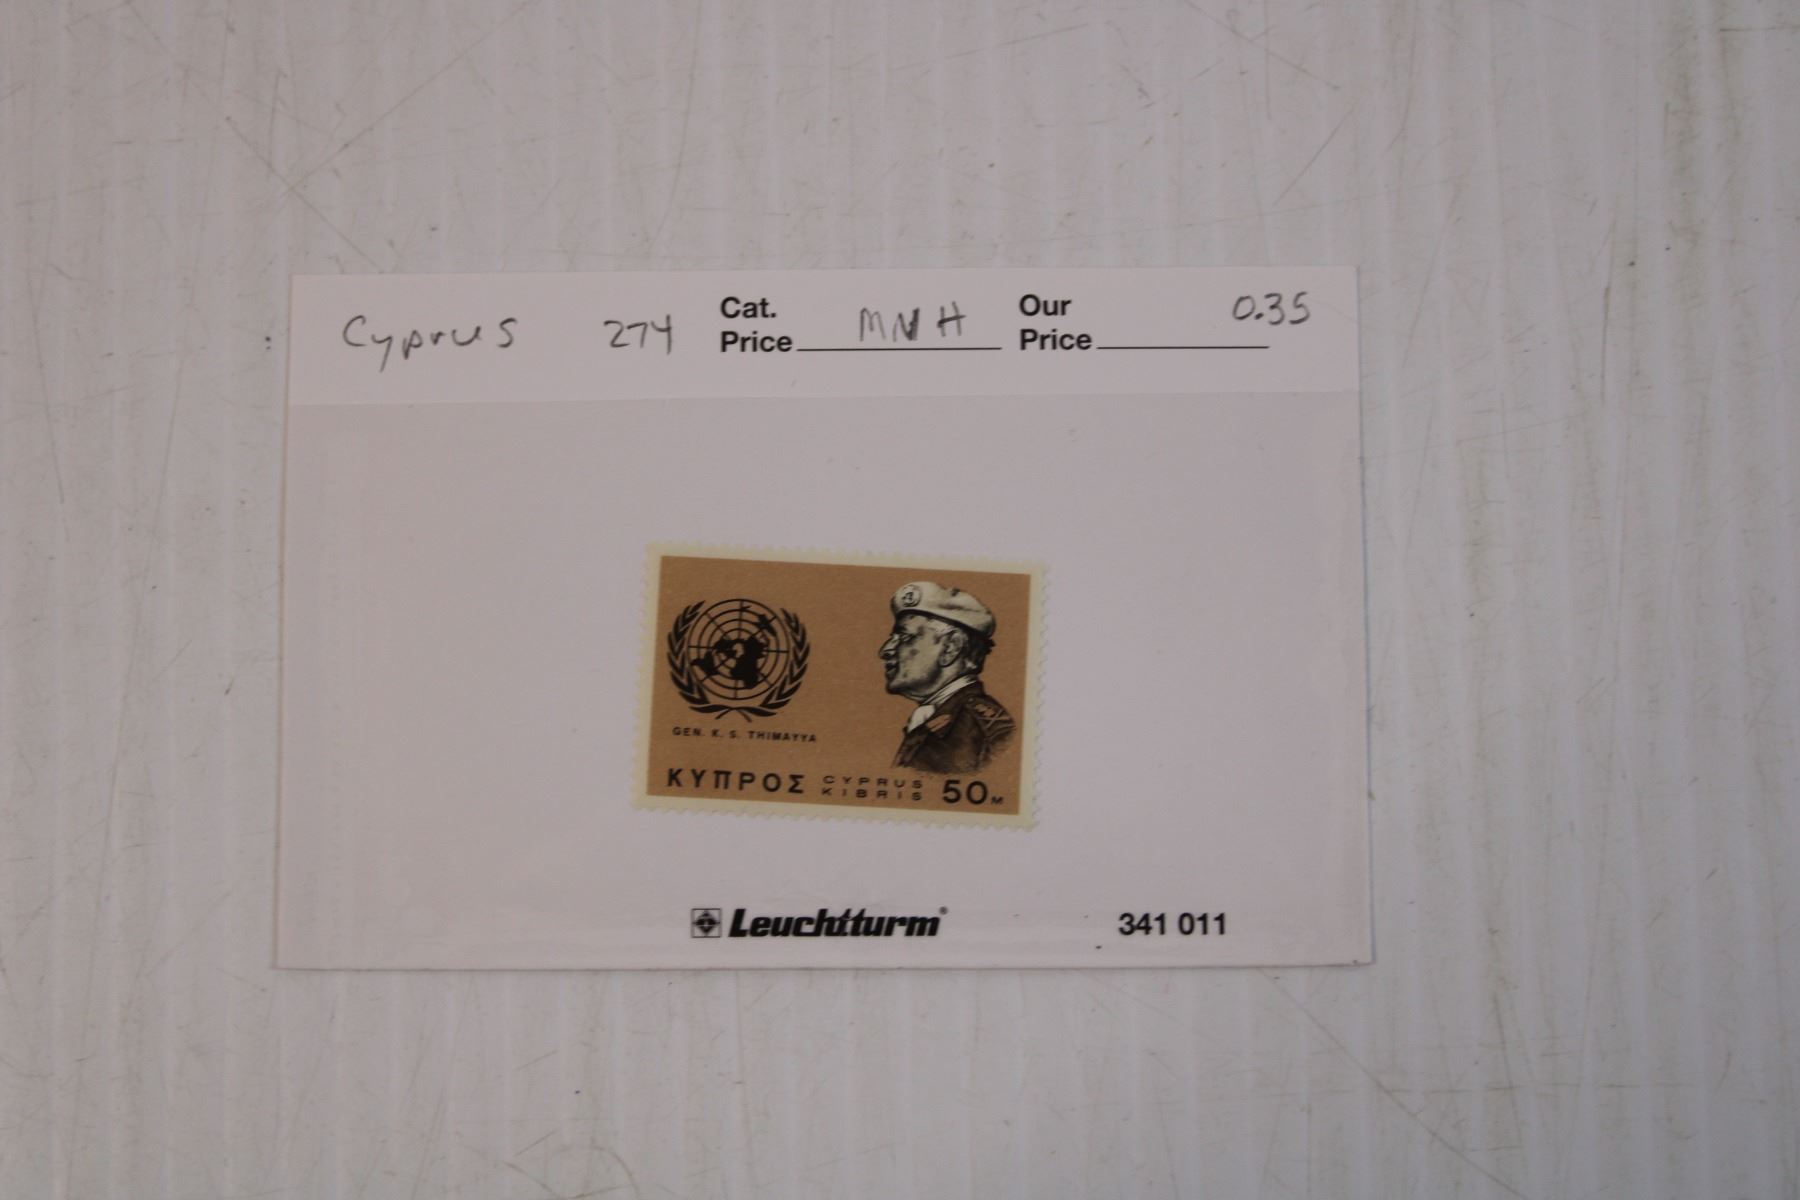 Cyprus 274 Cat. Price MNH Our Price 0.35
GEN. K. S. THIMAYYA
ΚΥΠΡΟΣ CYPRUS KIBRIS 50M
Leuchtturm® 341 011